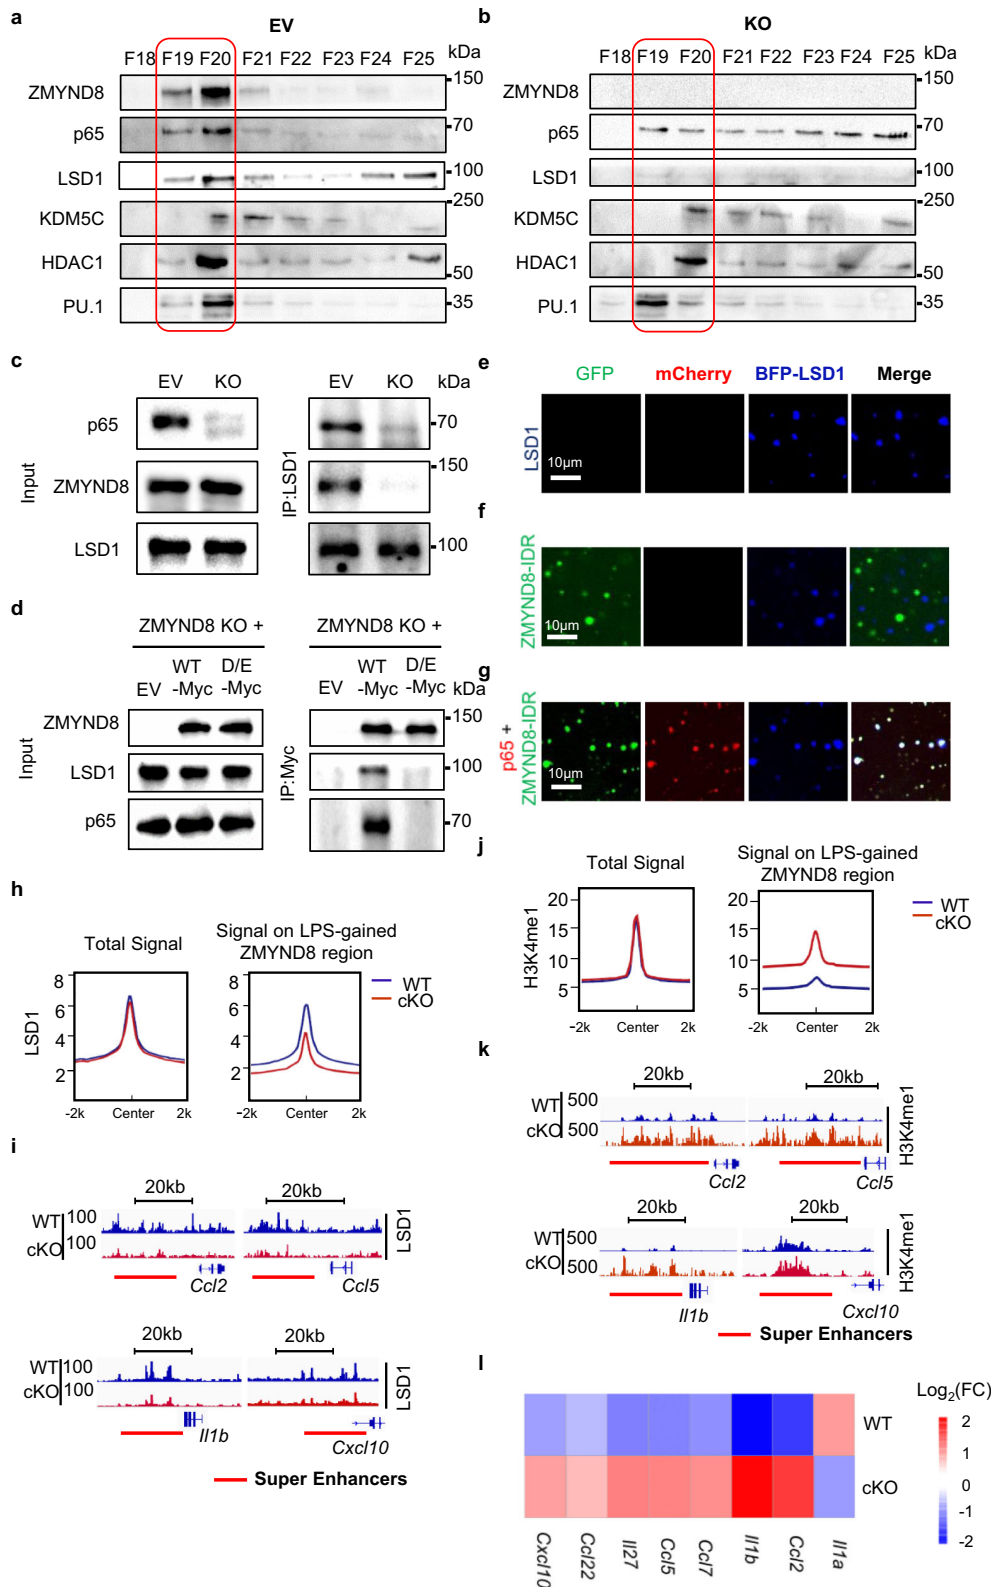 a
EV
F18 F19 F20 F21 F22 F23 F24 F25 kDa
ZMYND8
150
p65
70
LSD1
100
KDM5C
250
HDAC1
50
PU.1
35
b
KO
F18 F19 F20 F21 F22 F23 F24 F25 kDa
ZMYND8
150
p65
70
LSD1
100
KDM5C
250
HDAC1
50
PU.1
35
c
EV KO
EV KO kDa
Input
p65
ZMYND8
LSD1
IP:LSD1
70
150
100
d
ZMYND8 KO +
EV WT -Myc D/E -Myc
ZMYND8 KO +
EV WT -Myc D/E -Myc kDa
Input
ZMYND8
LSD1
p65
IP:Myc
150
100
70
e
GFP mCherry BFP-LSD1 Merge
LSD1
10μm
f
ZMYND8-IDR
10μm
g
p65 +
ZMYND8-IDR
10μm
h
Total Signal
Signal on LPS-gained
ZMYND8 region
WT
cKO
LSD1
8
6
4
2
-2k Center 2k
8
6
4
2
-2k Center 2k
i
20kb 20kb
WT 100
cKO 100
LSD1
Ccl2 Ccl5
20kb 20kb
WT 100
cKO 100
LSD1
Il1b Cxcl10
Super Enhancers
j
Total Signal
Signal on LPS-gained
ZMYND8 region
WT
cKO
H3K4me1
20
15
10
5
-2k Center 2k
20
15
10
5
-2k Center 2k
k
20kb 20kb
WT 500
cKO 500
H3K4me1
Ccl2 Ccl5
20kb 20kb
WT 500
cKO 500
H3K4me1
Il1b Cxcl10
Super Enhancers
l
Log2(FC)
WT
cKO
2
1
0
-1
-2
Cxcl10 Ccl22 Il27 Ccl5 Ccl7 Il1b Ccl2 Il1a